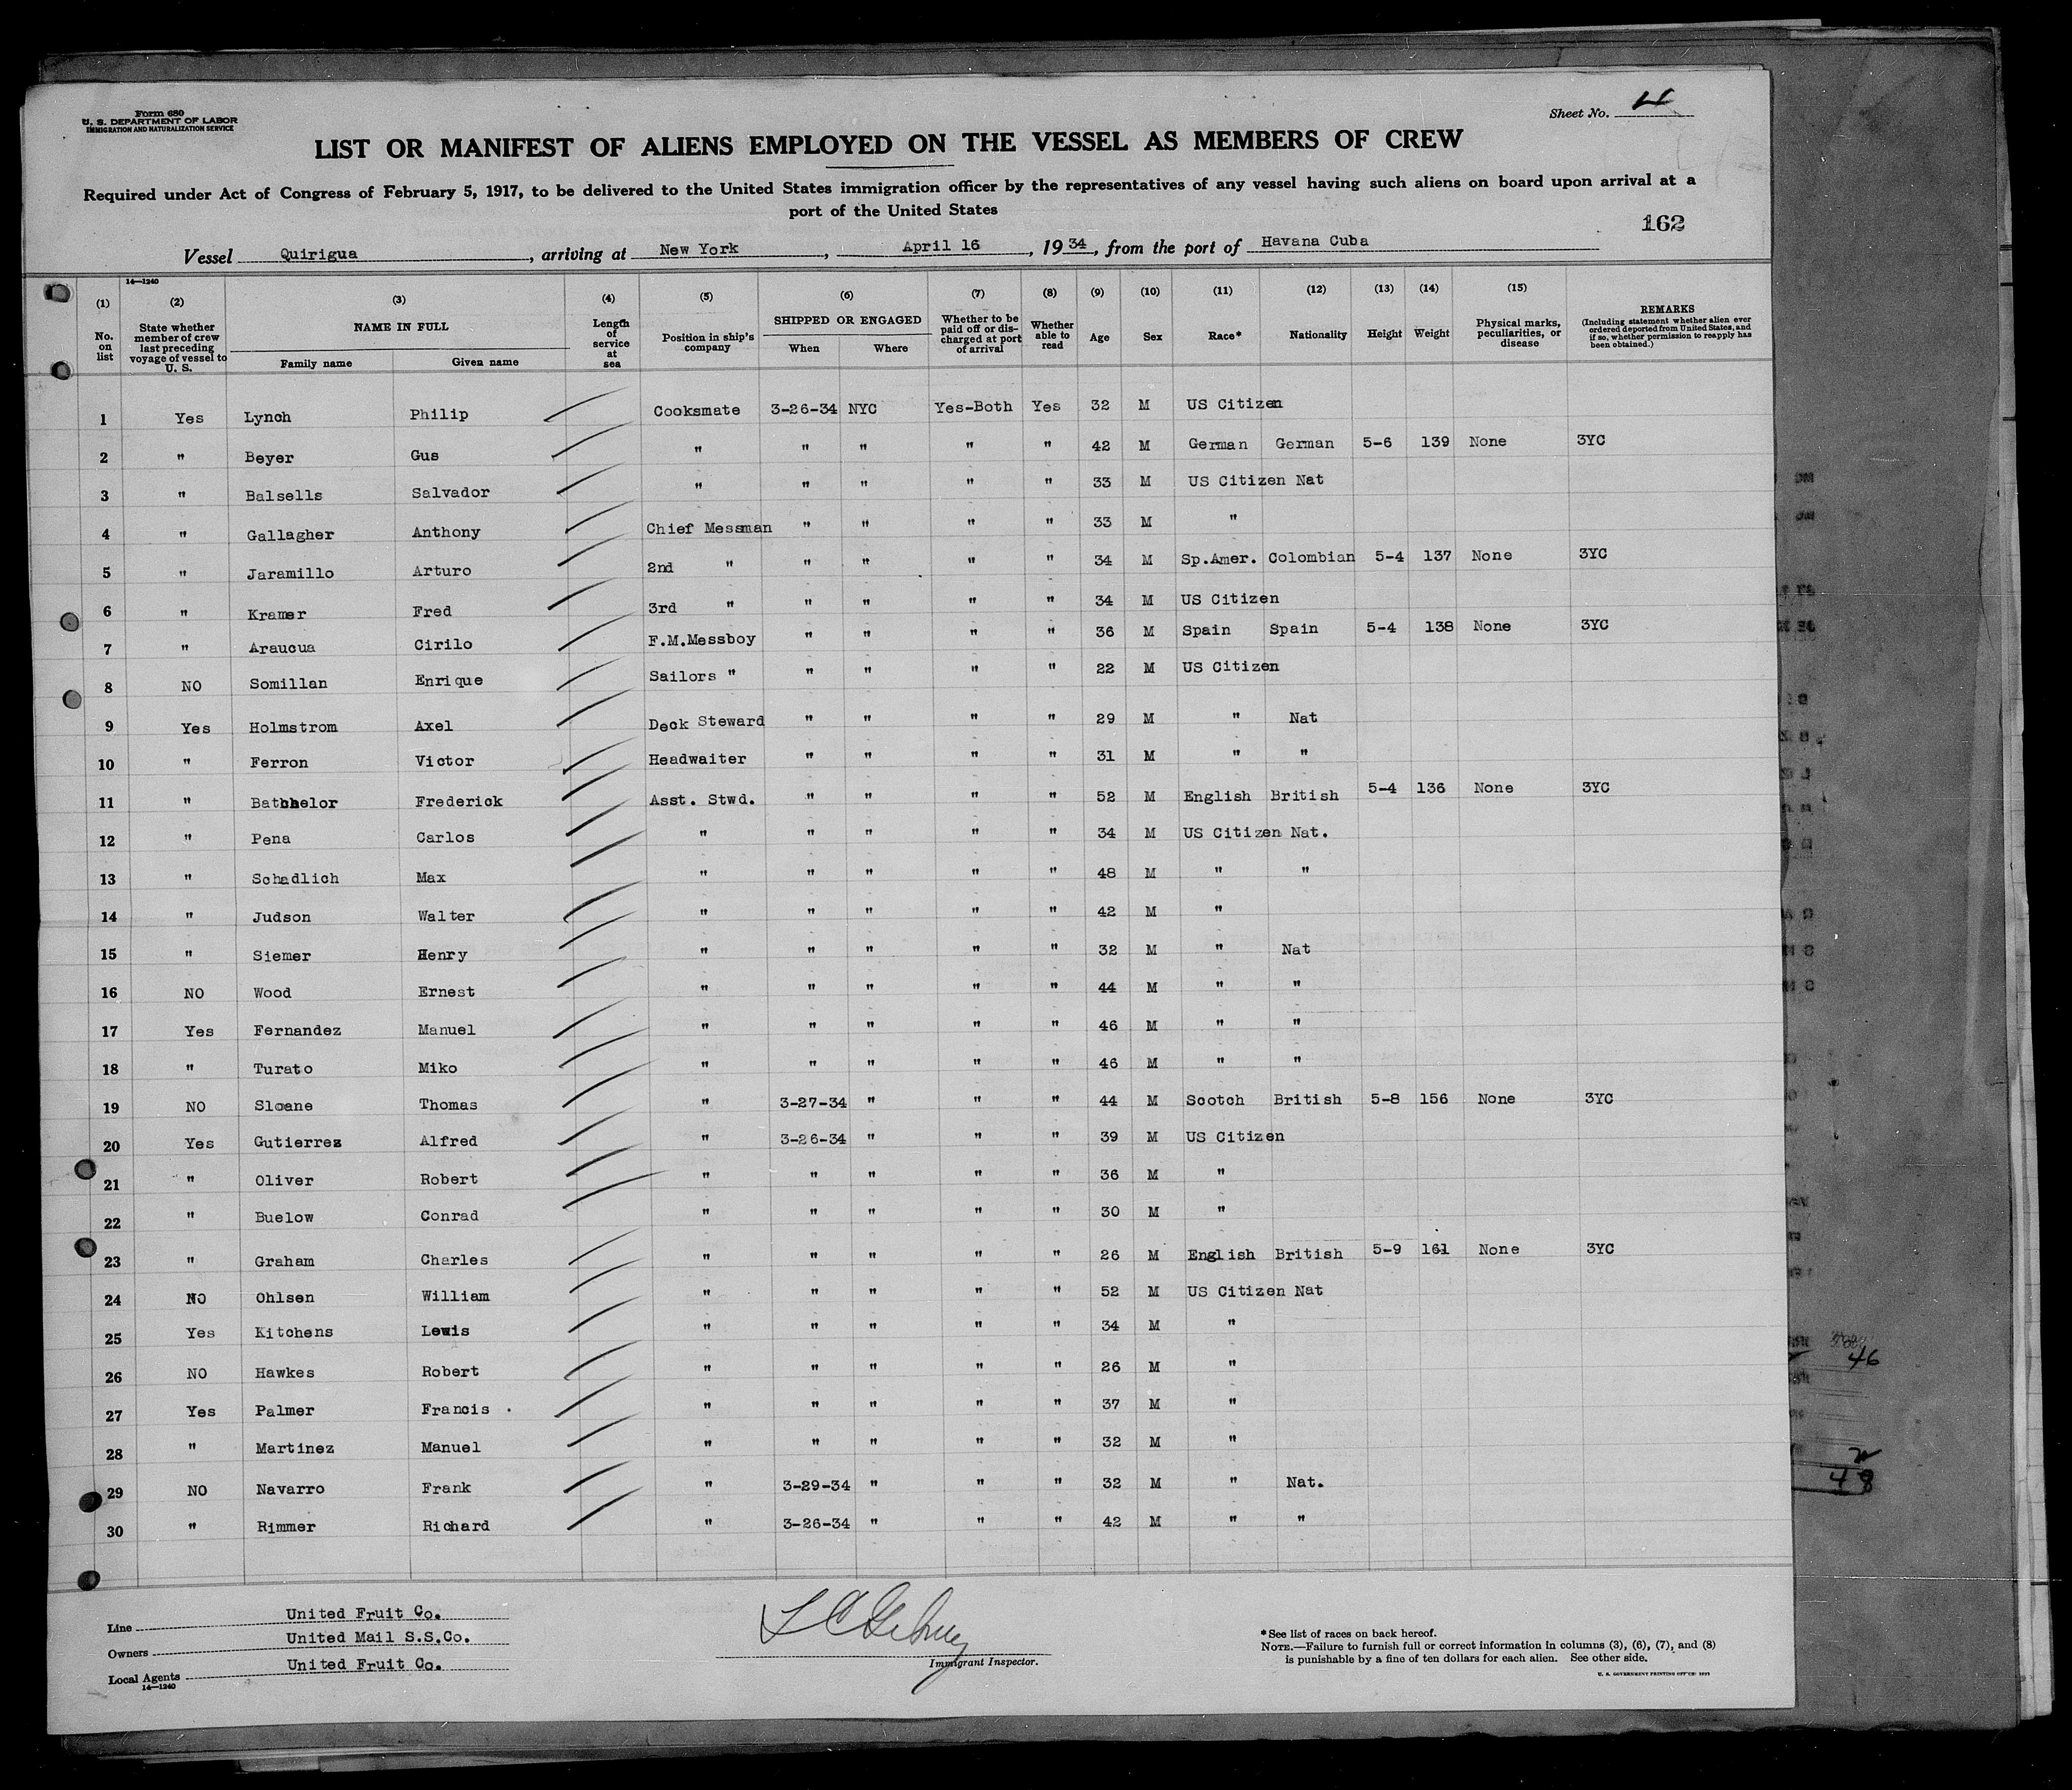 Form 680
U. S. DEPARTMENT OF LABOR
IMMIGRATION AND NATURALIZATION SERVICE
Sheet No. 4
LIST OR MANIFEST OF ALIENS EMPLOYED ON THE VESSEL AS MEMBERS OF CREW
Required under Act of Congress of February 5, 1917, to be delivered to the United States immigration officer by the representatives of any vessel having such aliens on board upon arrival at a
port of the United States
162
Vessel Quirigua, arriving at New York, April 16, 1934, from the port of Havana Cuba
14—1240
(1) (2) (3) (4) (5) (6) (7) (8) (9) (10) (11) (12) (13) (14) (15)
No. on list State whether member of crew last preceding voyage of vessel to U. S. NAME IN FULL Family name Given name Length of service at sea Position in ship's company SHIPPED OR ENGAGED When Where Whether to be paid off or discharged at port of arrival Whether able to read Age Sex Race* Nationality Height Weight Physical marks, peculiarities, or disease REMARKS (Including statement whether alien ever ordered deported from United States, and if so, whether permission to reapply has been obtained.)
1 Yes Lynch Philip Cooksmate 3-26-34 NYC Yes-Both Yes 32 M US Citizen
2 " Beyer Gus " " " " " 42 M German German 5-6 139 None 3YC
3 " Balsells Salvador " " " " " 33 M US Citizen Nat
4 " Gallagher Anthony Chief Messman " " " " 33 M "
5 " Jaramillo Arturo 2nd " " " " " 34 M Sp.Amer. Colombian 5-4 137 None 3YC
6 " Kramer Fred 3rd " " " " " 34 M US Citizen
7 " Araucua Cirilo F.M.Messboy " " " " 36 M Spain Spain 5-4 138 None 3YC
8 NO Somillan Enrique Sailors " " " " " 22 M US Citizen
9 Yes Holmstrom Axel Deck Steward " " " " 29 M " Nat
10 " Ferron Victor Headwaiter " " " " 31 M " "
11 " Batchelor Frederick Asst. Stwd. " " " " 52 M English British 5-4 136 None 3YC
12 " Pena Carlos " " " " " 34 M US Citizen Nat.
13 " Schadlich Max " " " " " 48 M " "
14 " Judson Walter " " " " " 42 M "
15 " Siemer Henry " " " " " 32 M " Nat
16 NO Wood Ernest " " " " " 44 M " "
17 Yes Fernandez Manuel " " " " " 46 M " "
18 " Turato Miko " " " " " 46 M " "
19 NO Sloane Thomas " 3-27-34 " " " 44 M Scotch British 5-8 156 None 3YC
20 Yes Gutierrez Alfred " 3-26-34 " " " 39 M US Citizen
21 " Oliver Robert " " " " " 36 M "
22 " Buelow Conrad " " " " " 30 M "
23 " Graham Charles " " " " " 26 M English British 5-9 161 None 3YC
24 NO Ohlsen William " " " " " 52 M US Citizen Nat
25 Yes Kitchens Lewis " " " " " 34 M "
26 NO Hawkes Robert " " " " " 26 M "
27 Yes Palmer Francis " " " " " 37 M "
28 " Martinez Manuel " " " " " 32 M "
29 NO Navarro Frank " 3-29-34 " " " 32 M " Nat.
30 " Rimmer Richard " 3-26-34 " " " 42 M " "
46
2
48
Line United Fruit Co.
Owners United Mail S.S.Co.
Local Agents United Fruit Co.
14—1240
Immigrant Inspector.
*See list of races on back hereof.
NOTE.—Failure to furnish full or correct information in columns (3), (6), (7), and (8)
is punishable by a fine of ten dollars for each alien. See other side.
U. S. GOVERNMENT PRINTING OFFICE